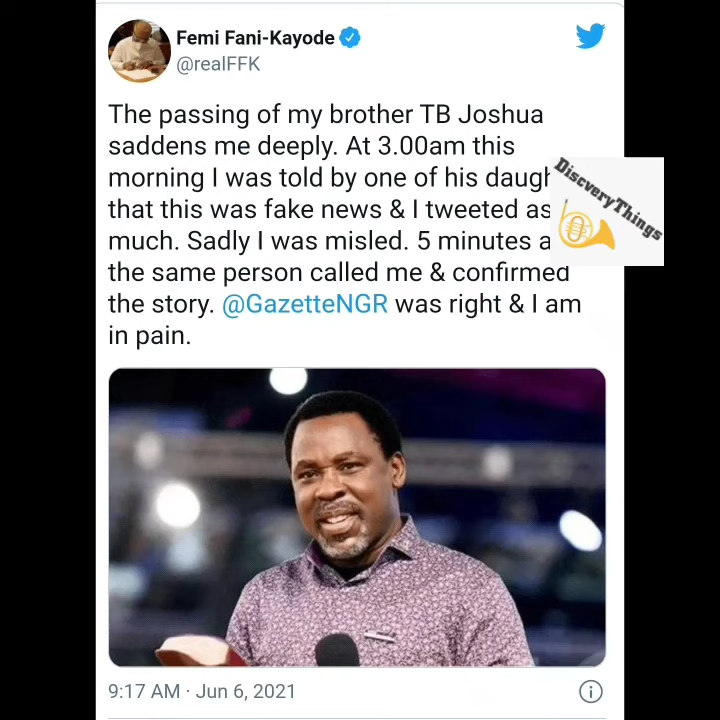 Femi Fani-Kayode
@realFFK
The passing of my brother TB Joshua
saddens me deeply. At 3.00am this
morning I was told by one of his
that this was fake news & I tweeted as
much. Sadly I was misled. 5 minutes
the same person called me & confirmed
the story. @GazetteNGR was right & I am
in pain.
DiscveryThings
9:17 AM · Jun 6, 2021